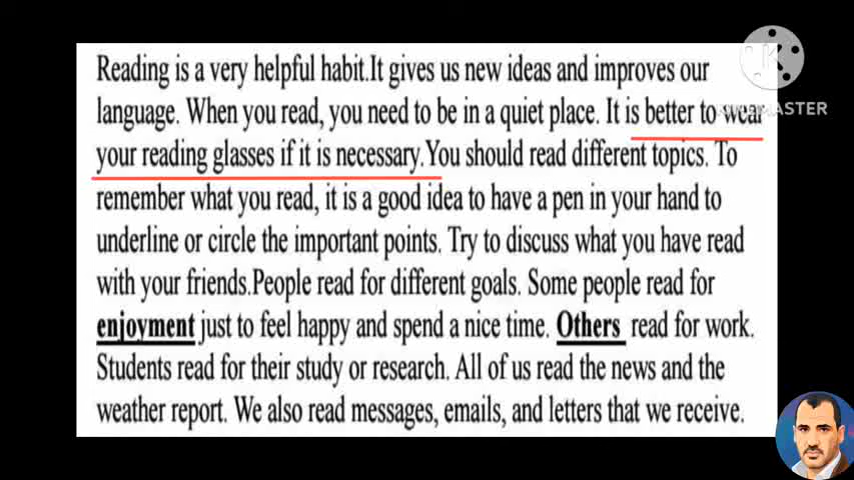 Reading is a very helpful habit.It gives us new ideas and improves our
language. When you read, you need to be in a quiet place. It is better to wear
your reading glasses if it is necessary.You should read different topics. To
remember what you read, it is a good idea to have a pen in your hand to
underline or circle the important points. Try to discuss what you have read
with your friends.People read for different goals. Some people read for
enjoyment just to feel happy and spend a nice time. Others read for work.
Students read for their study or research. All of us read the news and the
weather report. We also read messages, emails, and letters that we receive.
K
KINEMASTER